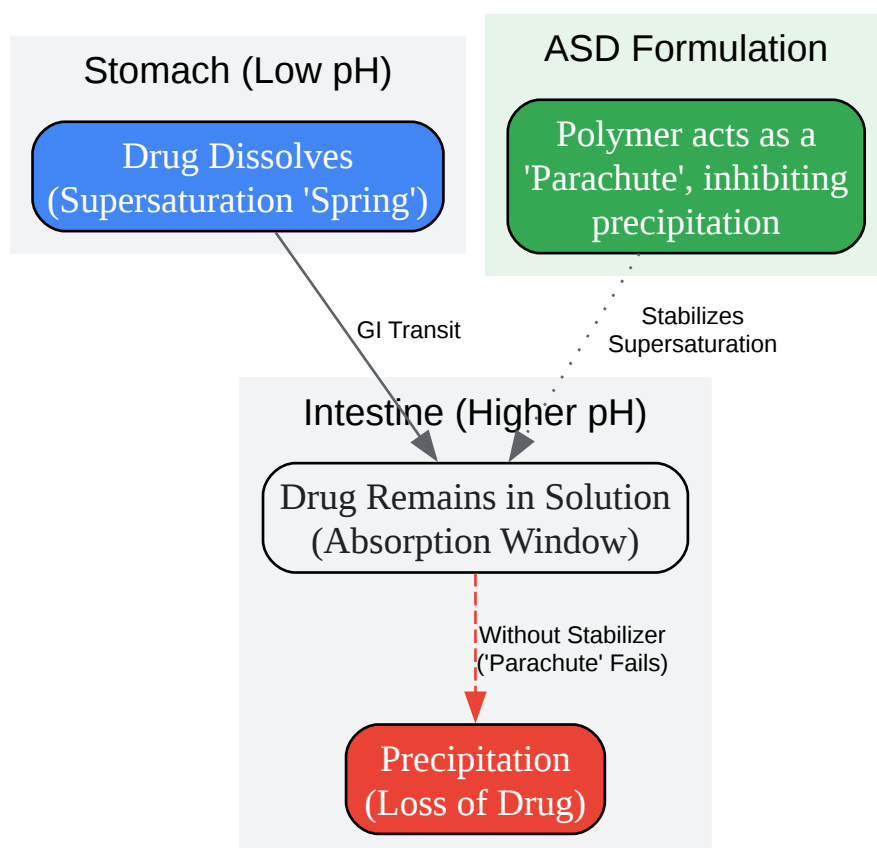 Stomach (Low pH)
Drug Dissolves
(Supersaturation 'Spring')
ASD Formulation
Polymer acts as a
'Parachute', inhibiting
precipitation
GI Transit
Stabilizes
Supersaturation
Intestine (Higher pH)
Drug Remains in Solution
(Absorption Window)
Without Stabilizer
('Parachute' Fails)
Precipitation
(Loss of Drug)